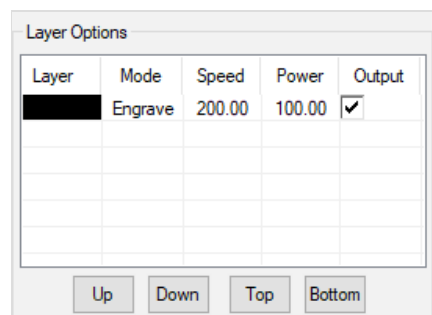 Layer Options
Layer Mode Speed Power Output
Engrave 200.00 100.00
Up Down Top Bottom